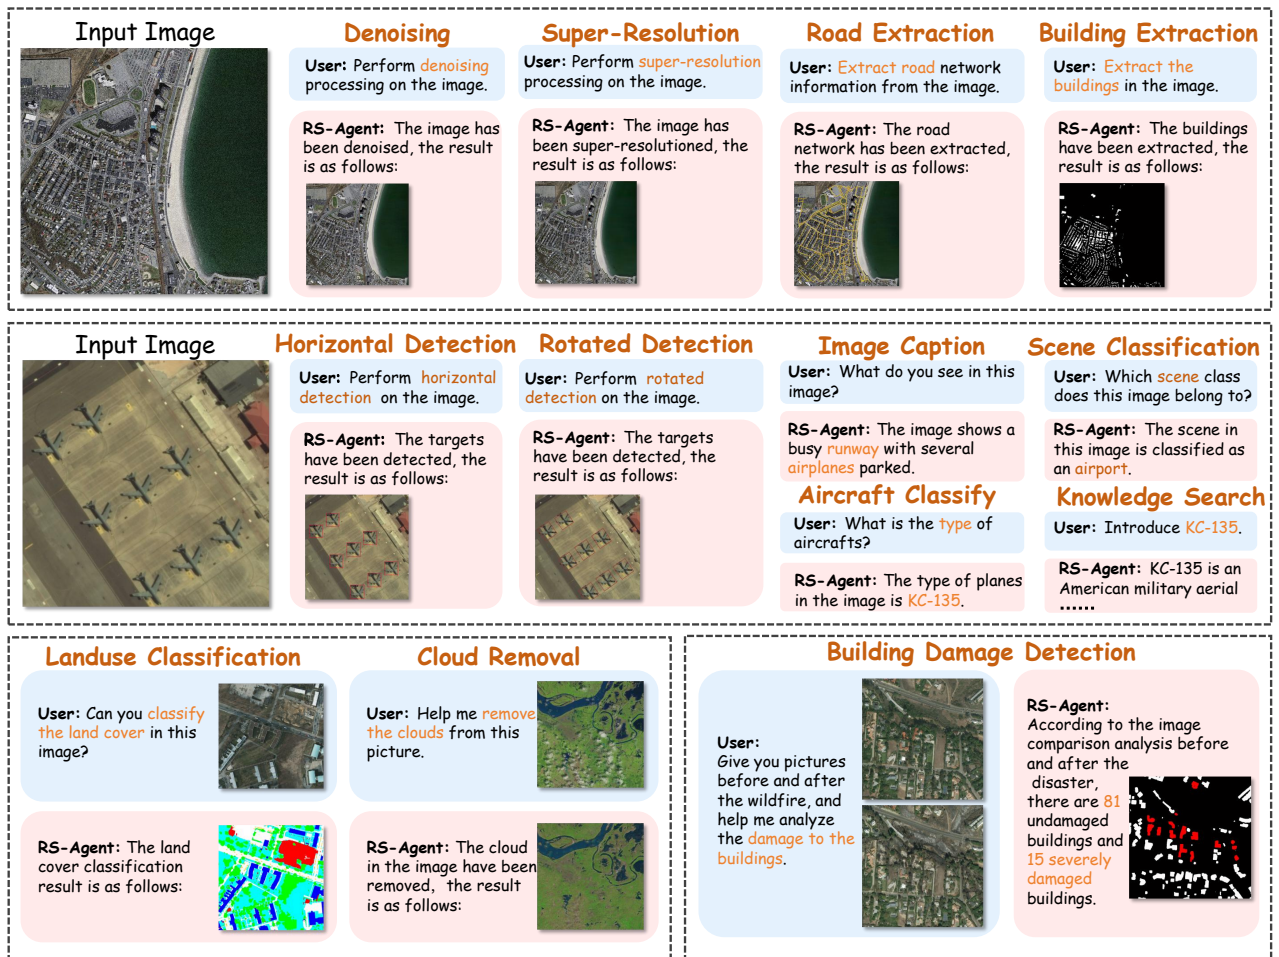 Input Image
Denoising
User: Perform denoising
processing on the image.
RS-Agent: The image has
been denoised, the result
is as follows:
Super-Resolution
User: Perform super-resolution
processing on the image.
RS-Agent: The image has
been super-resolutioned, the
result is as follows:
Road Extraction
User: Extract road network
information from the image.
RS-Agent: The road
network has been extracted,
the result is as follows:
Building Extraction
User: Extract the
buildings in the image.
RS-Agent: The buildings
have been extracted, the
result is as follows:
Input Image
Horizontal Detection
User: Perform horizontal
detection on the image.
RS-Agent: The targets
have been detected, the
result is as follows:
Rotated Detection
User: Perform rotated
detection on the image.
RS-Agent: The targets
have been detected, the
result is as follows:
Image Caption
User: What do you see in this
image?
RS-Agent: The image shows a
busy runway with several
airplanes parked.
Aircraft Classify
User: What is the type of
aircrafts?
RS-Agent: The type of planes
in the image is KC-135.
Scene Classification
User: Which scene class
does this image belong to?
RS-Agent: The scene in
this image is classified as
an airport.
Knowledge Search
User: Introduce KC-135.
RS-Agent: KC-135 is an
American military aerial
......
Landuse Classification
User: Can you classify
the land cover in this
image?
RS-Agent: The land
cover classification
result is as follows:
Cloud Removal
User: Help me remove
the clouds from this
picture.
RS-Agent: The cloud
in the image have been
removed, the result
is as follows:
Building Damage Detection
User:
Give you pictures
before and after
the wildfire, and
help me analyze
the damage to the
buildings.
RS-Agent:
According to the image
comparison analysis before
and after the
disaster,
there are 81
undamaged
buildings and
15 severely
damaged
buildings.